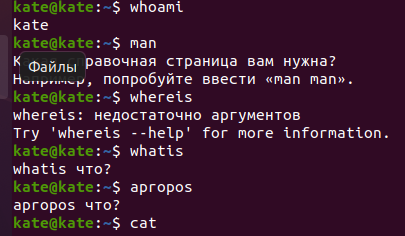 kate@kate:~$ whoami
kate
kate@kate:~$ man
справочная страница вам нужна?
Файлы
Например, попробуйте ввести «man man».
kate@kate:~$ whereis
whereis: недостаточно аргументов
Try 'whereis --help' for more information.
kate@kate:~$ whatis
whatis что?
kate@kate:~$ apropos
apropos что?
kate@kate:~$ cat